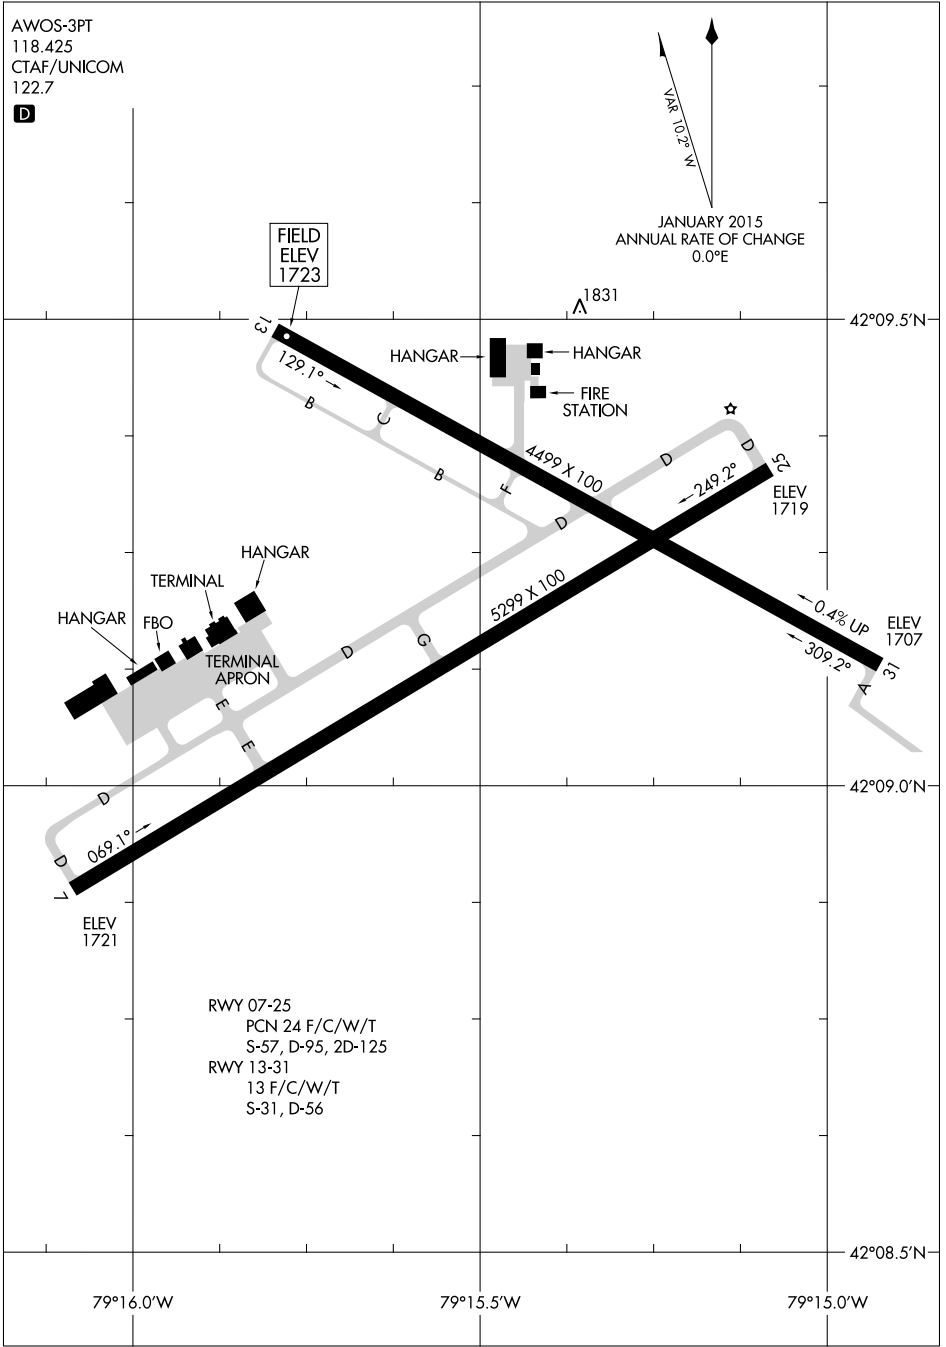 AWOS-3PT
118.425
CTAF/UNICOM
122.7
D
VAR 10.2° W
JANUARY 2015
ANNUAL RATE OF CHANGE
0.0°E
FIELD
ELEV
1723
1831
42°09.5'N
13
129.1°
HANGAR
HANGAR
FIRE
STATION
B
C
B
F
4499 X 100
D
D
D
25
249.2°
ELEV
1719
HANGAR
TERMINAL
HANGAR
FBO
TERMINAL
APRON
5299 X 100
G
D
0.4% UP
309.2°
ELEV
1707
31
A
E
E
42°09.0'N
D
069.1°
D
7
ELEV
1721
RWY 07-25
PCN 24 F/C/W/T
S-57, D-95, 2D-125
RWY 13-31
13 F/C/W/T
S-31, D-56
42°08.5'N
79°16.0'W
79°15.5'W
79°15.0'W